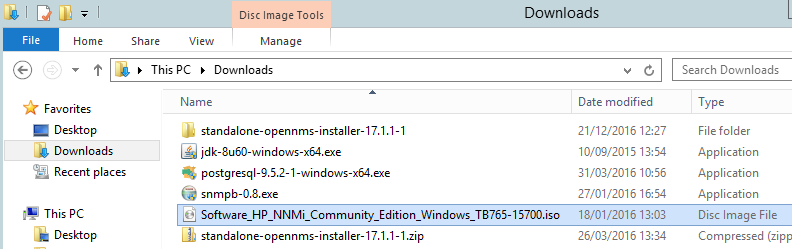 Disc Image Tools
Downloads
File Home Share View Manage
This PC Downloads
Search Downloads
Favorites
Desktop
Downloads
Recent places
This PC
Desktop
Name Date modified Type
standalone-opennms-installer-17.1.1-1 21/12/2016 12:27 File folder
jdk-8u60-windows-x64.exe 10/09/2015 13:54 Application
postgresql-9.5.2-1-windows-x64.exe 31/03/2016 10:56 Application
snmpb-0.8.exe 27/01/2016 16:54 Application
Software_HP_NNMi_Community_Edition_Windows_TB765-15700.iso 18/01/2016 13:03 Disc Image File
standalone-opennms-installer-17.1.1-1.zip 26/03/2016 13:34 Compressed (zipp